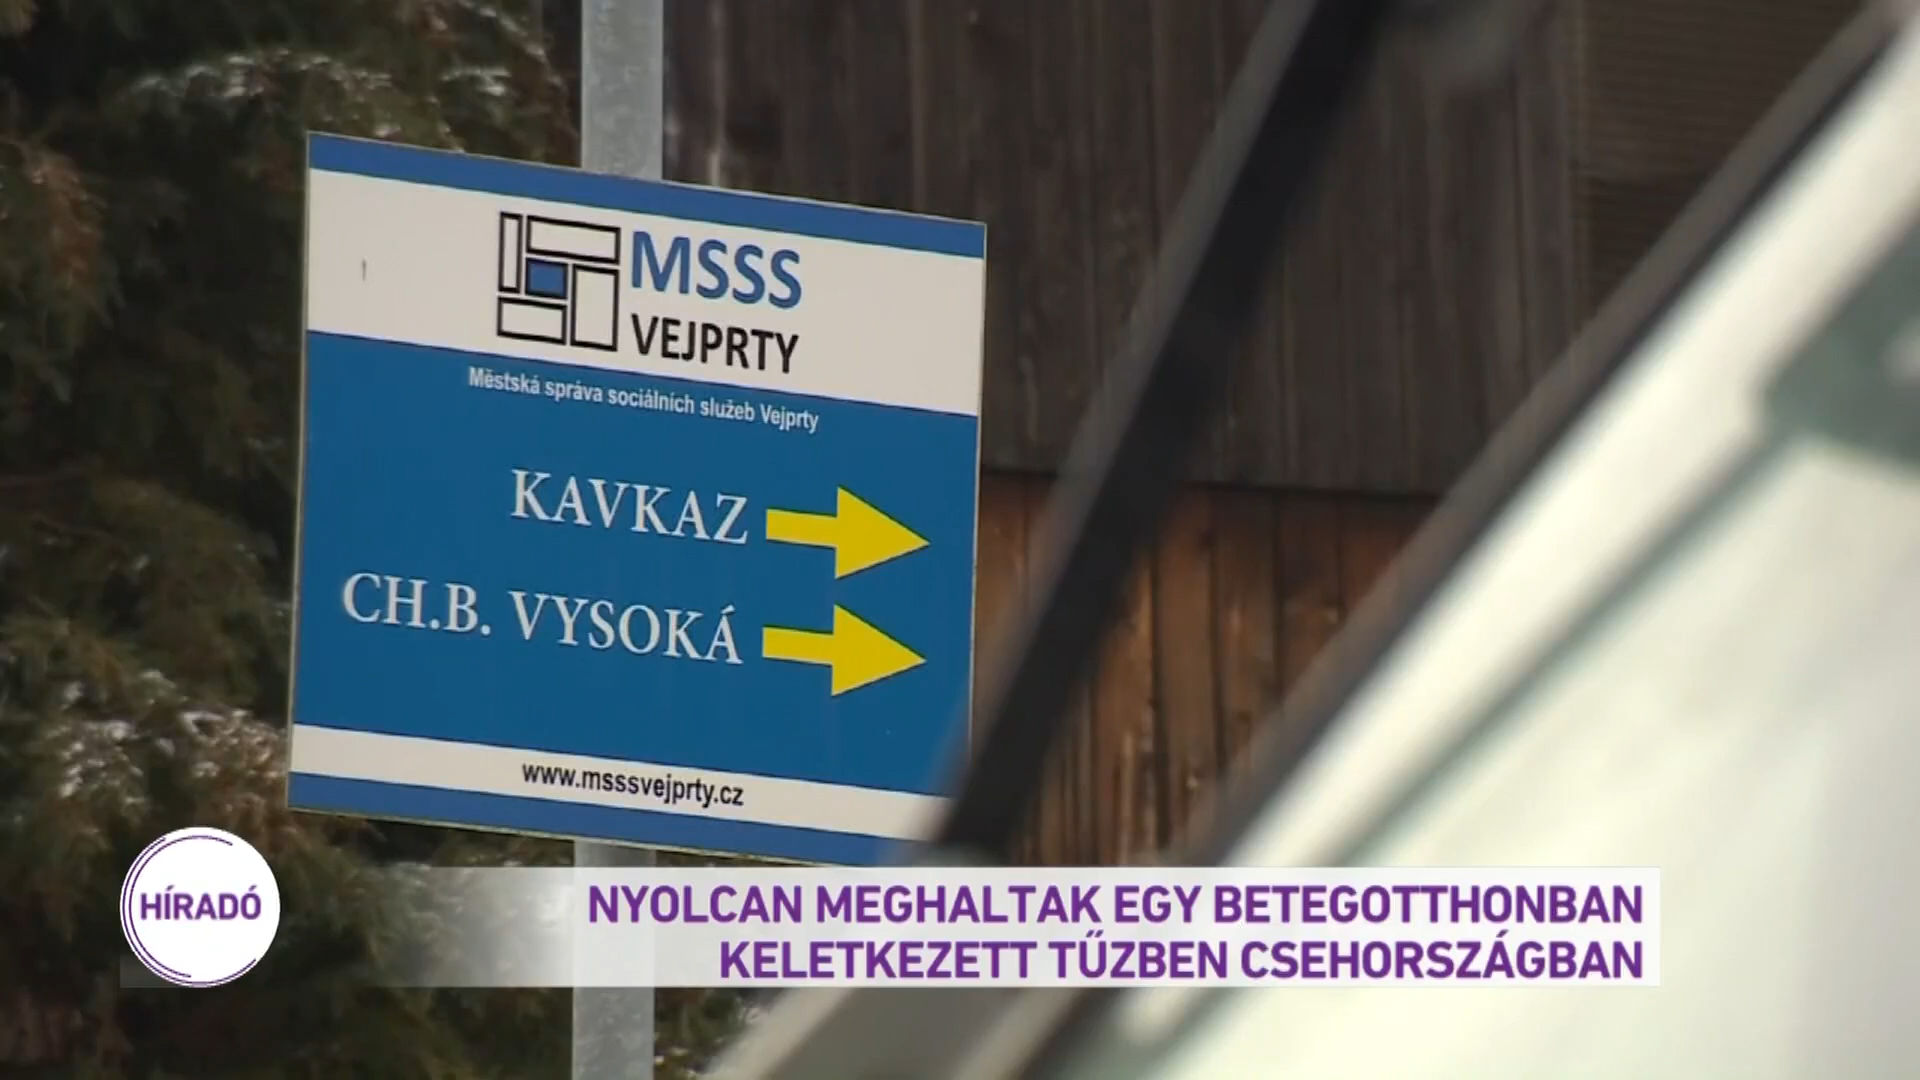 MSSS
VEJPRTY
Městská správa sociálních služeb Vejprty
KAVKAZ
CH.B. VYSOKÁ
www.msssvejprty.cz
HÍRADÓ
NYOLCAN MEGHALTAK EGY BETEGOTTHONBAN
KELETKEZETT TŰZBEN CSEHORSZÁGBAN